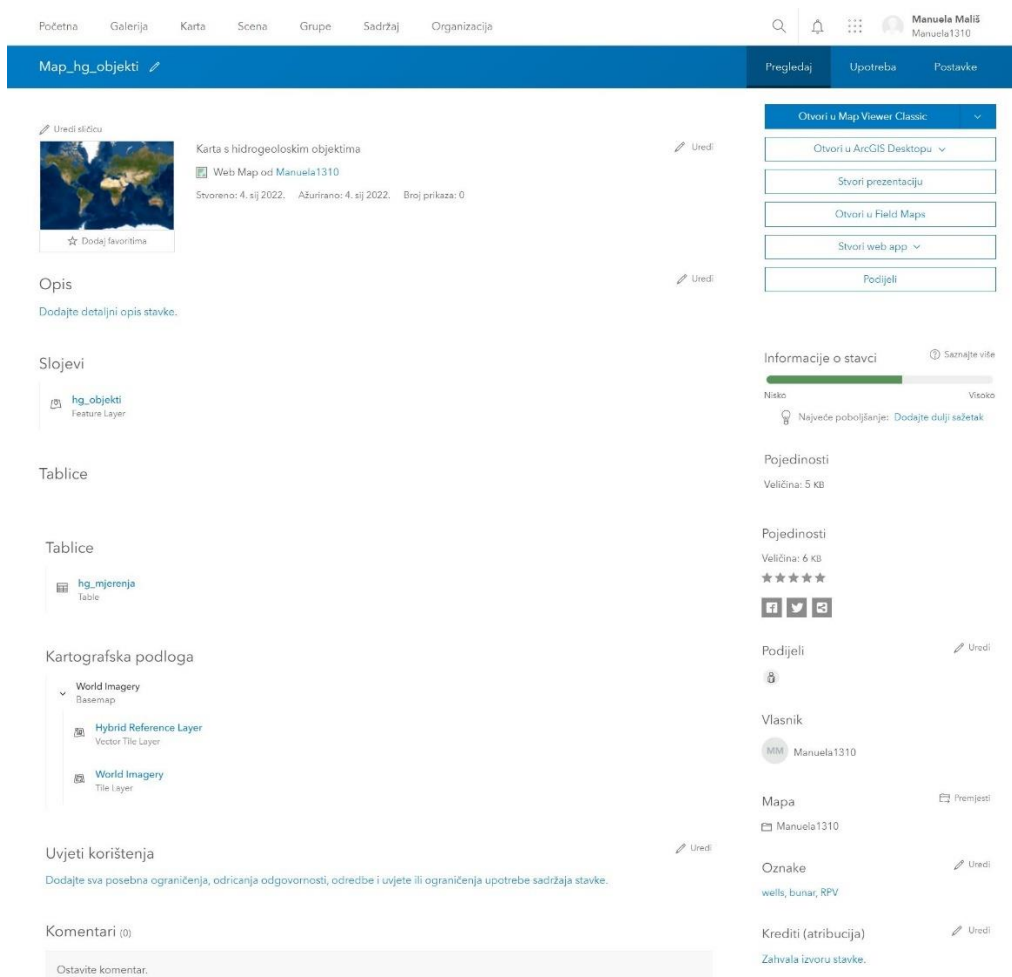 Početna Galerija Karta Scena Grupe Sadržaj Organizacija
Manuela Mališ
Manuela1310
Map_hg_objekti
Pregledaj Upotreba Postavke
Uredi sličicu
Karta s hidrogeoloskim objektima
Uredi
Web Map od Manuela1310
Stvoreno: 4. sij 2022. Ažurirano: 4. sij 2022. Broj prikaza: 0
Dodaj favoritima
Opis
Uredi
Dodajte detaljni opis stavke.
Slojevi
hg_objekti
Feature Layer
Tablice
Tablice
hg_mjerenja
Table
Kartografska podloga
World Imagery
Basemap
Hybrid Reference Layer
Vector Tile Layer
World Imagery
Tile Layer
Uvjeti korištenja
Uredi
Dodajte sva posebna ograničenja, odricanja odgovornosti, odredbe i uvjete ili ograničenja upotrebe sadržaja stavke.
Komentari (0)
Ostavite komentar.
Otvori u Map Viewer Classic
Otvori u ArcGIS Desktopu
Stvori prezentaciju
Otvori u Field Maps
Stvori web app
Podijeli
Informacije o stavci
Saznajte više
Nisko Visoko
Najveće poboljšanje: Dodajte dulji sažetak
Pojedinosti
Veličina: 5 KB
Pojedinosti
Veličina: 6 KB
Podijeli
Uredi
Vlasnik
MM Manuela1310
Mapa
Premjesti
Manuela1310
Oznake
Uredi
wells, bunar, RPV
Krediti (atribucija)
Uredi
Zahvala izvoru stavke.